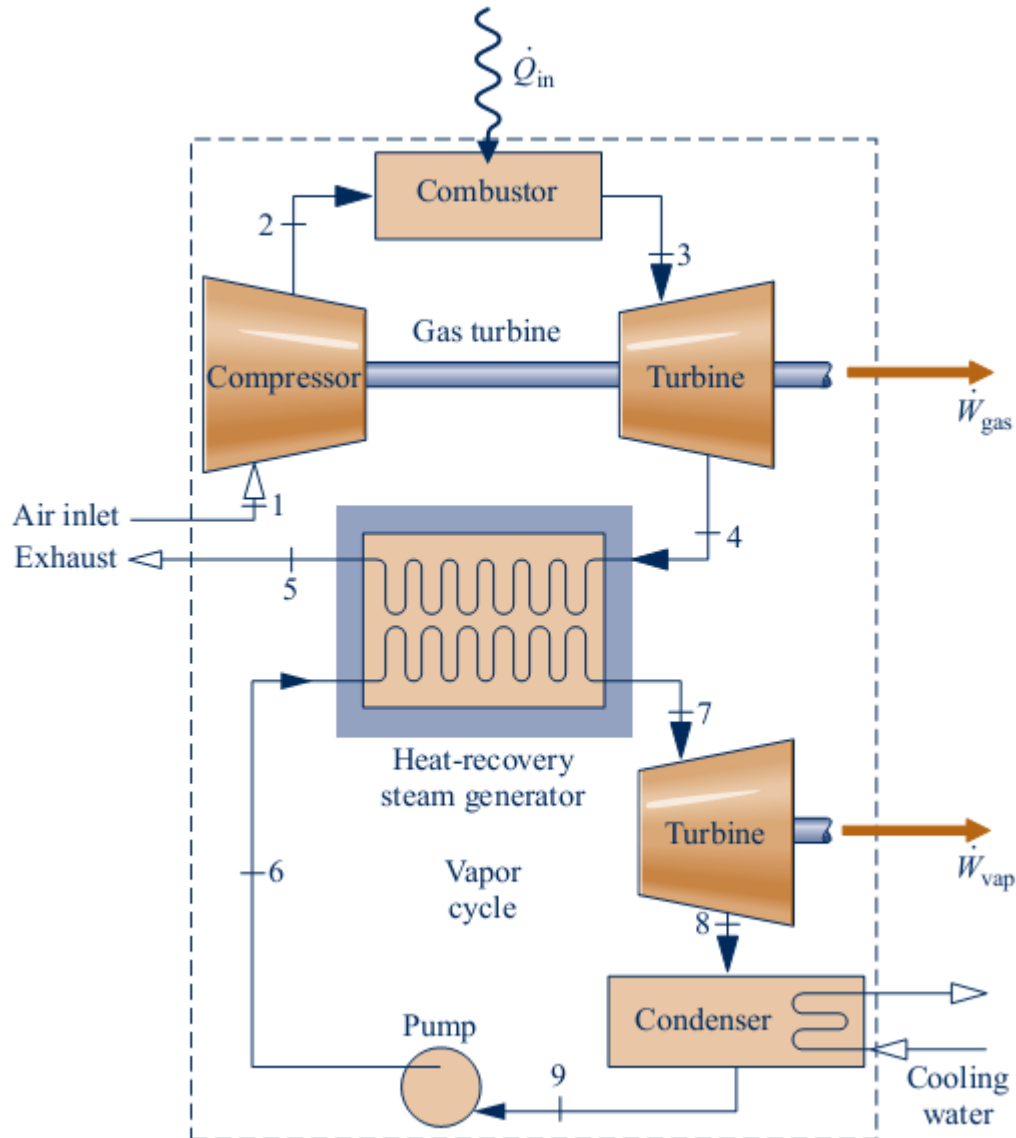 Q̇in
Combustor
2
3
Gas turbine
Compressor
Turbine
Ẇgas
1
Air inlet
4
Exhaust
5
7
Heat-recovery
steam generator
Turbine
6
Vapor
cycle
Ẇvap
8
Condenser
Pump
9
Cooling
water